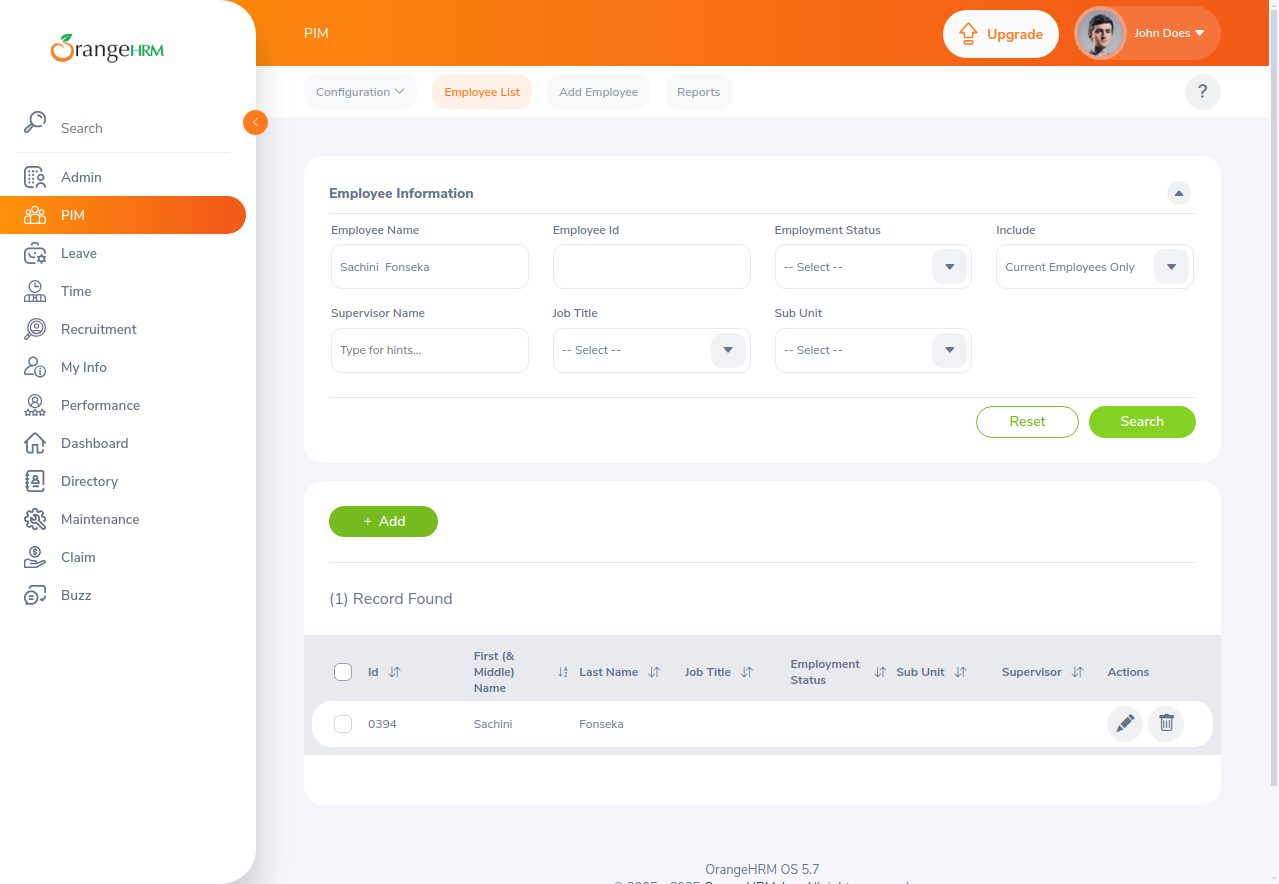 OrangeHRM
PIM
Upgrade
John Does
Configuration
Employee List
Add Employee
Reports
?
Search
Admin
PIM
Leave
Time
Recruitment
My Info
Performance
Dashboard
Directory
Maintenance
Claim
Buzz
Employee Information
Employee Name
Employee Id
Employment Status
Include
Sachini  Fonseka
-- Select --
Current Employees Only
Supervisor Name
Job Title
Sub Unit
Type for hints...
-- Select --
-- Select --
Reset
Search
+ Add
(1) Record Found
Id
First (& Middle) Name
Last Name
Job Title
Employment Status
Sub Unit
Supervisor
Actions
0394
Sachini
Fonseka
OrangeHRM OS 5.7